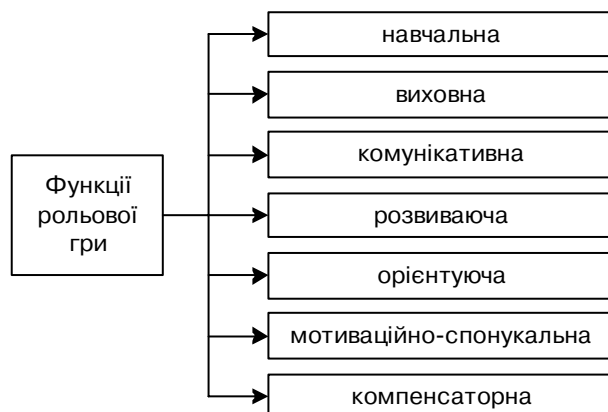 Функції
рольової
гри
навчальна
виховна
комунікативна
розвиваюча
орієнтуюча
мотиваційно-спонукальна
компенсаторна